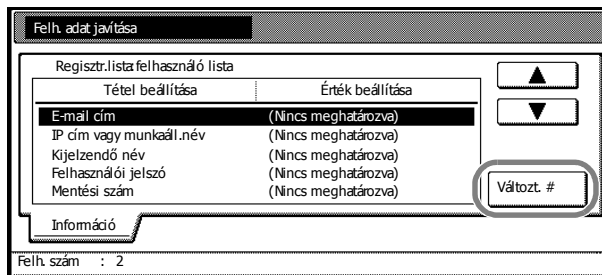 Felh. adat javítása
Regisztr.lista:felhasználó lista
Tétel beállítása Érték beállítása
E-mail cím (Nincs meghatározva)
IP cím vagy munkaáll.név (Nincs meghatározva)
Kijelzendő név (Nincs meghatározva)
Felhasználói jelszó (Nincs meghatározva)
Mentési szám (Nincs meghatározva)
Változt. #
Információ
Felh. szám : 2